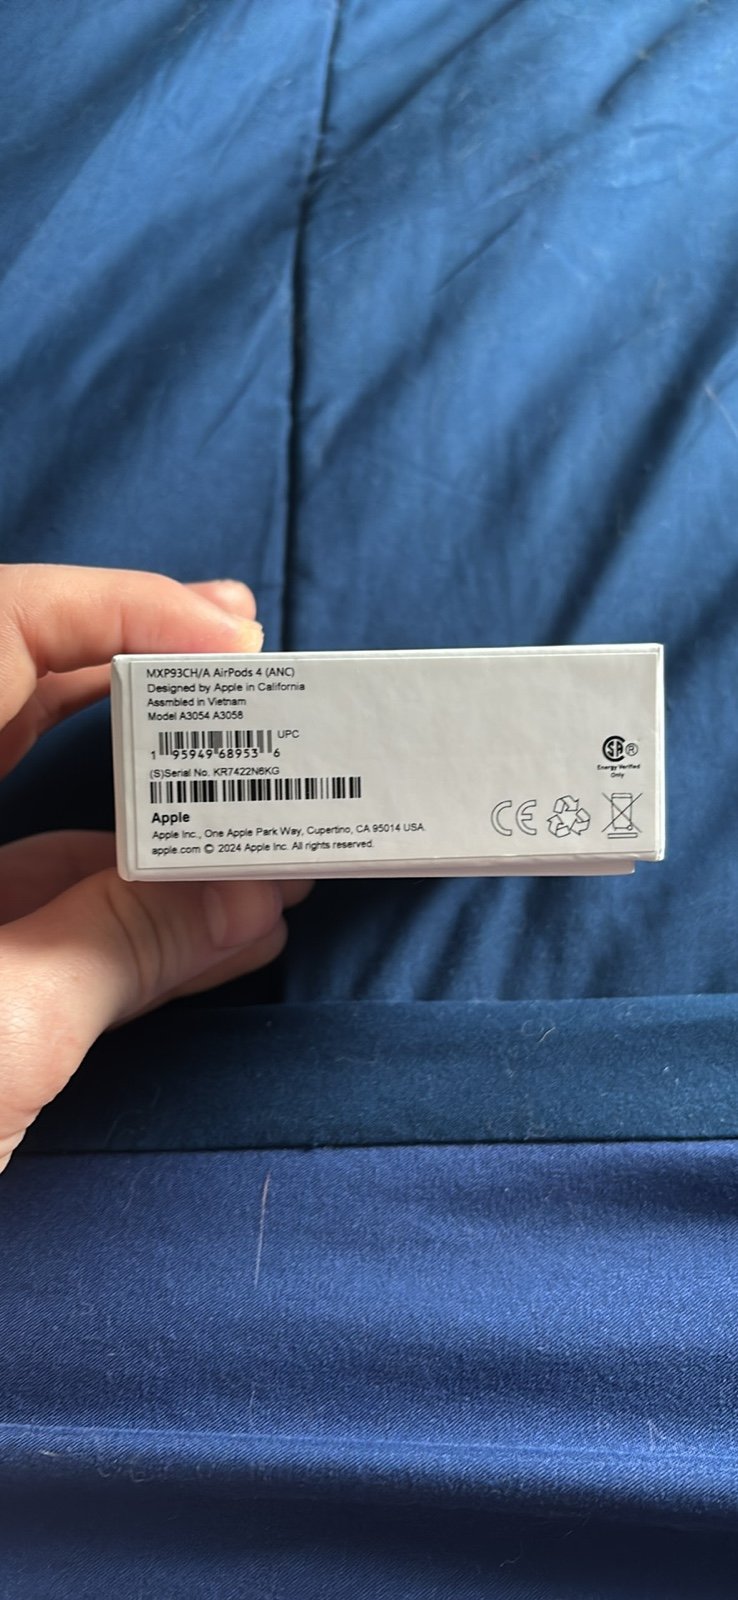 MXP93CH/A AirPods 4 (ANC)
Designed by Apple in California
Assmbled in Vietnam
Model A3054 A3058
UPC
1 95949 68953 6
(S)Serial No. KR7422N6KG
Apple
Apple Inc., One Apple Park Way, Cupertino, CA 95014 USA.
apple.com © 2024 Apple Inc. All rights reserved.
SA ®
Energy Verified
Only
CE